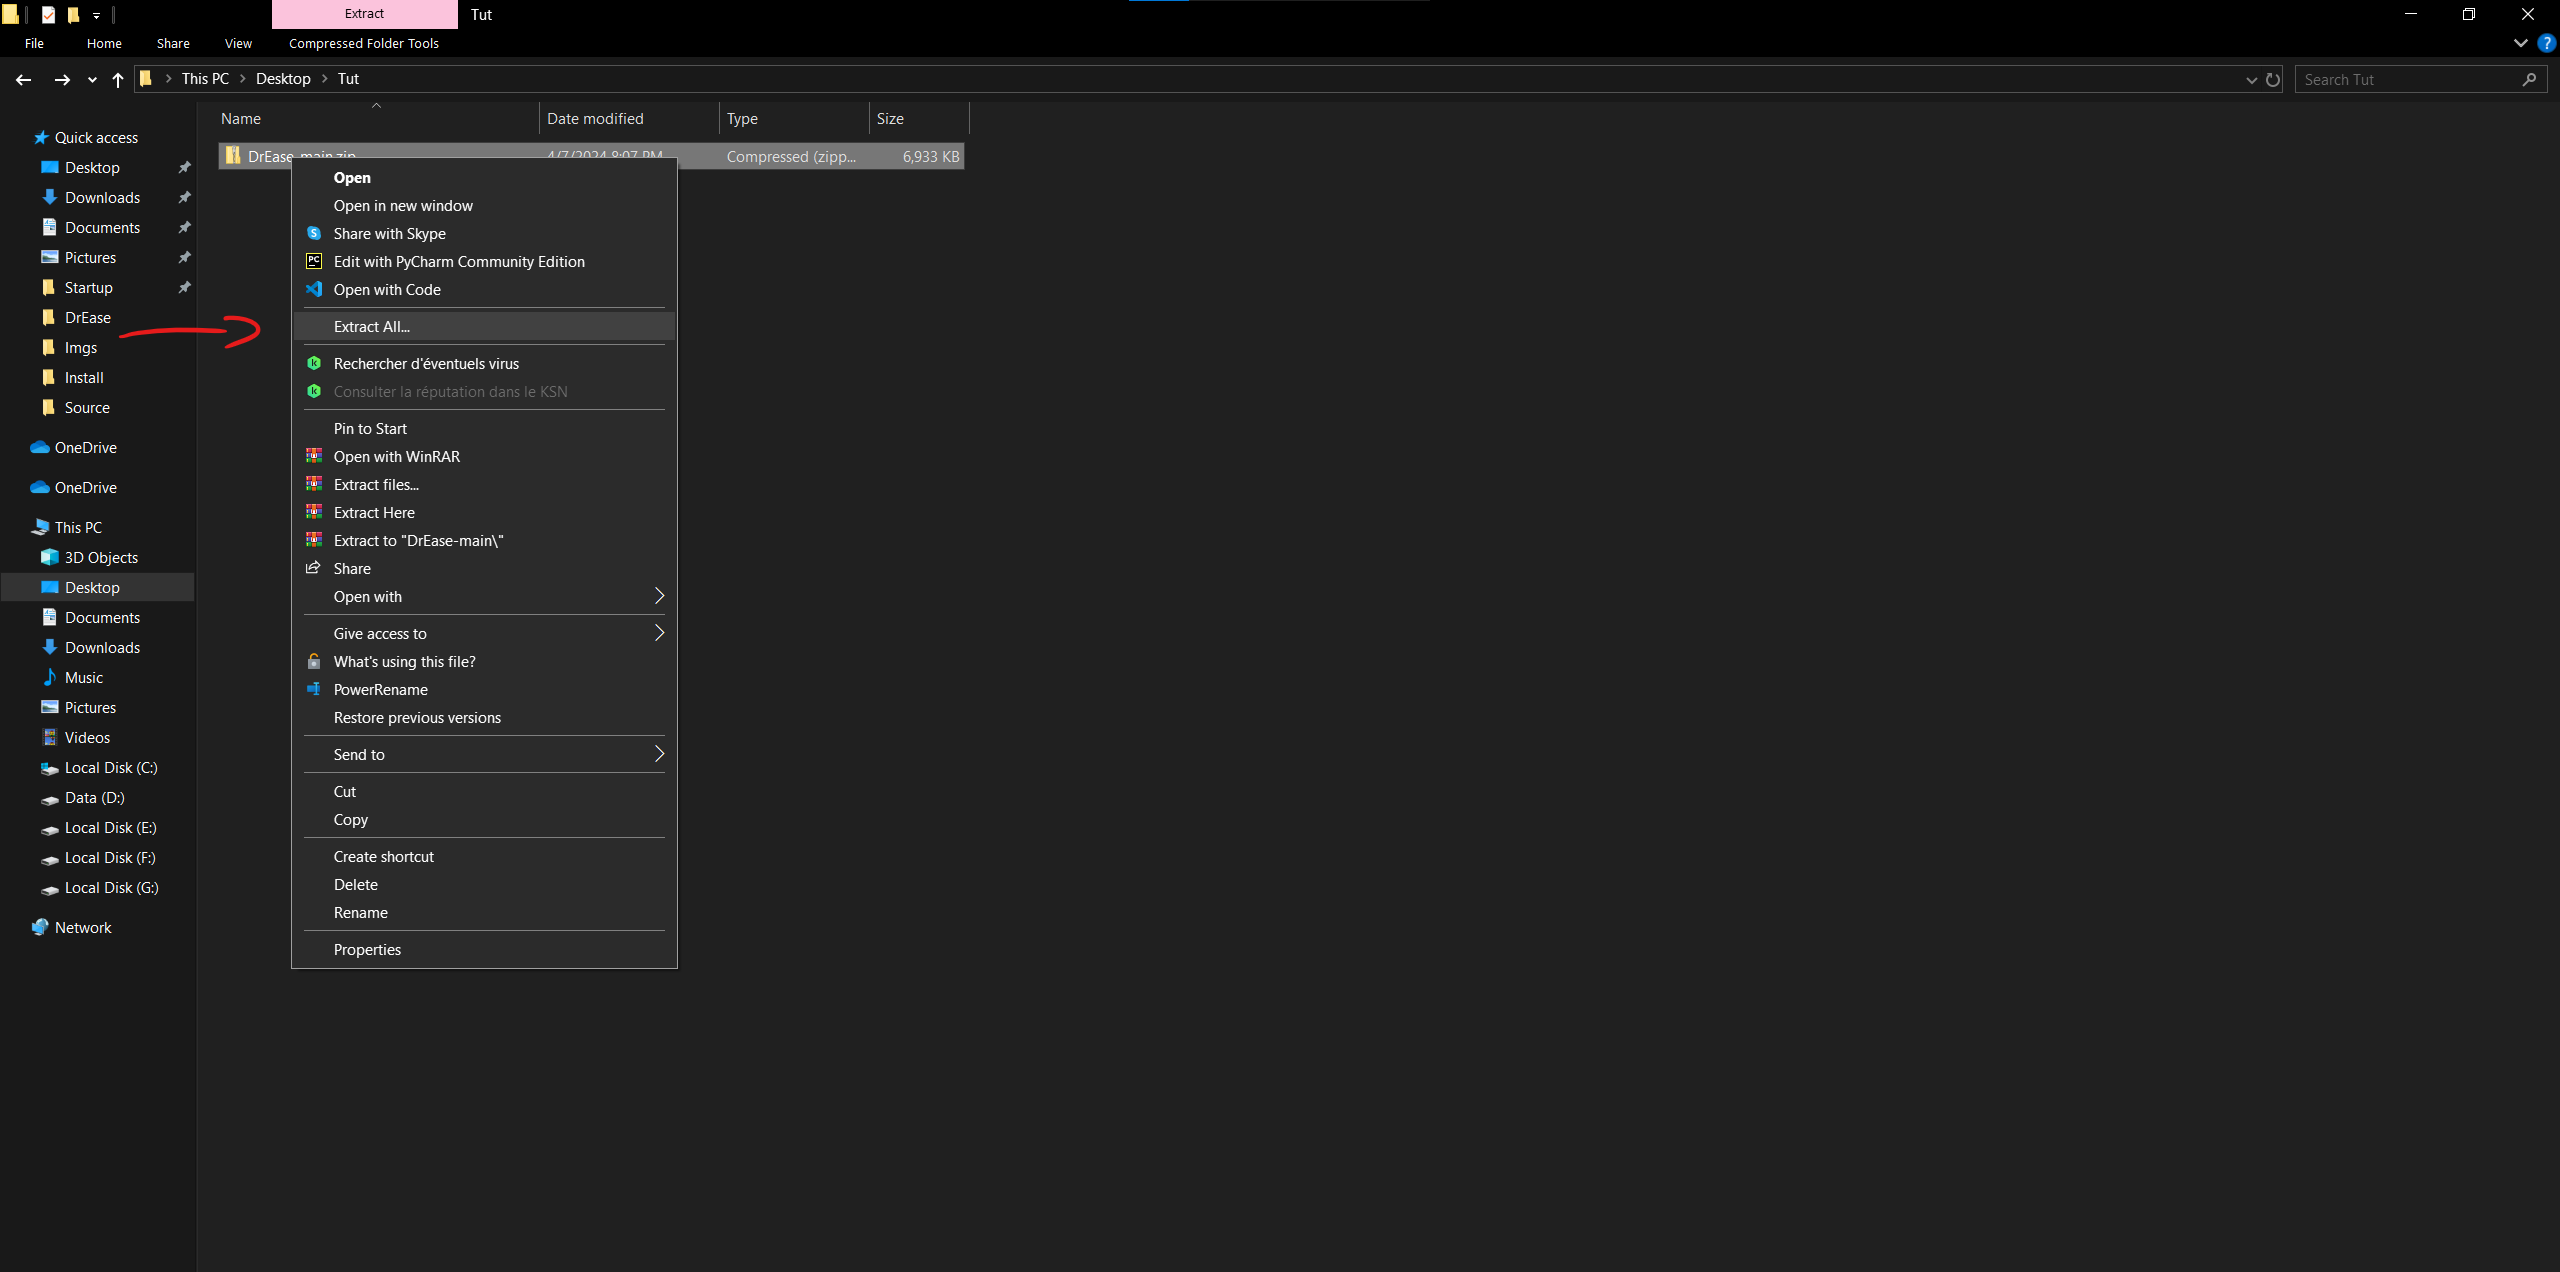 Extract
Tut
File
Home
Share
View
Compressed Folder Tools
This PC
Desktop
Tut
Search Tut
Name
Date modified
Type
Size
DrEase-main.zip
4/7/2024 8:07 PM
Compressed (zipp...
6,933 KB
Quick access
Desktop
Downloads
Documents
Pictures
Startup
DrEase
Imgs
Install
Source
OneDrive
OneDrive
This PC
3D Objects
Desktop
Documents
Downloads
Music
Pictures
Videos
Local Disk (C:)
Data (D:)
Local Disk (E:)
Local Disk (F:)
Local Disk (G:)
Network
Open
Open in new window
Share with Skype
Edit with PyCharm Community Edition
Open with Code
Extract All...
Rechercher d'éventuels virus
Consulter la réputation dans le KSN
Pin to Start
Open with WinRAR
Extract files...
Extract Here
Extract to "DrEase-main\"
Share
Open with
Give access to
What's using this file?
PowerRename
Restore previous versions
Send to
Cut
Copy
Create shortcut
Delete
Rename
Properties